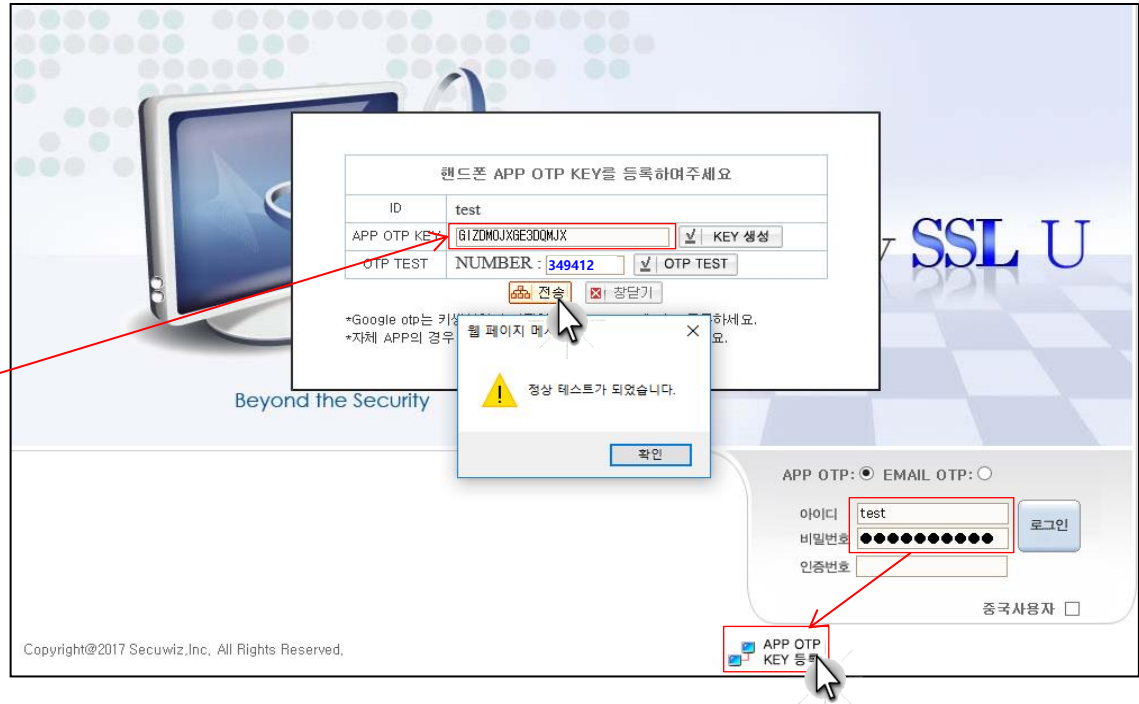 핸드폰 APP OTP KEY를 등록하여주세요
ID test
APP OTP KEY GIZDMOJXGE3DQMJX KEY 생성
OTP TEST NUMBER : 349412 OTP TEST
전송 창닫기
*Google otp는 하세요.
*자체 APP의 경우 요.
웹 페이지 메시
정상 테스트가 되었습니다.
확인
SSL U
Beyond the Security
APP OTP: EMAIL OTP:
아이디 test
비밀번호 ●●●●●●●●●●
로그인
인증번호
중국사용자
APP OTP
KEY 등록
Copyright@2017 Secuwiz,Inc, All Rights Reserved,